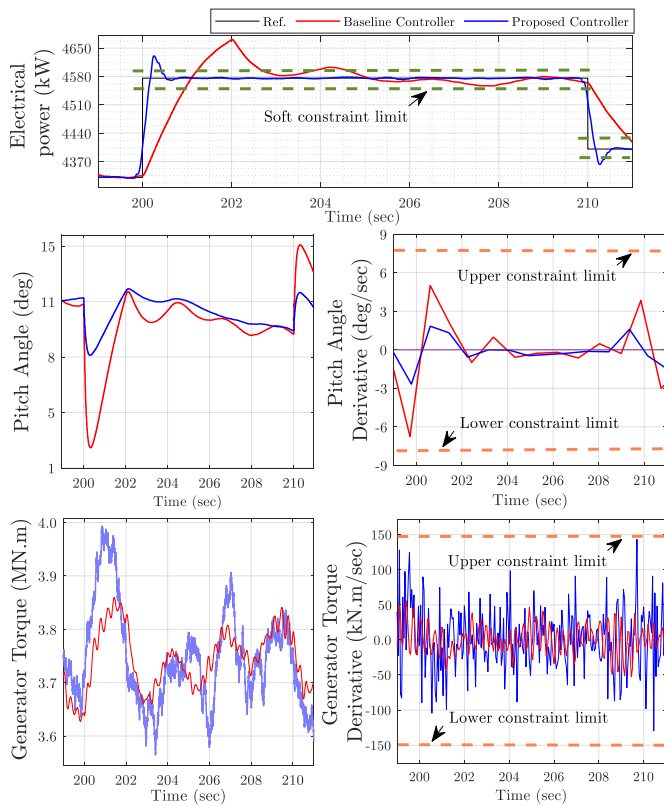 Ref. Baseline Controller Proposed Controller
4650
4580
4510
4440
4370
Electrical
power (kW)
Soft constraint limit
200 202 204 206 208 210
Time (sec)
15
11
8
5
1
Pitch Angle (deg)
200 202 204 206 208 210
Time (sec)
9
6
3
0
-3
-6
-9
Pitch Angle
Derivative (deg/sec)
Upper constraint limit
Lower constraint limit
200 202 204 206 208 210
Time (sec)
4.0
3.9
3.8
3.7
3.6
Generator Torque (MN.m)
200 202 204 206 208 210
Time (sec)
150
100
50
0.0
-50
-100
-150
Generator Torque
Derivative (kN.m/sec)
Upper constraint limit
Lower constraint limit
200 202 204 206 208 210
Time (sec)